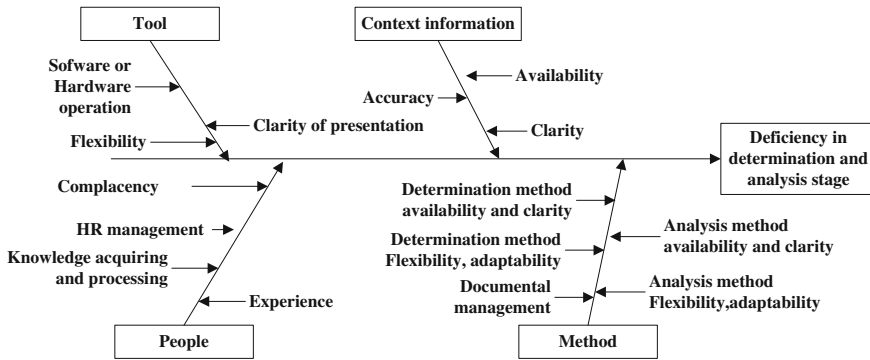 Tool
Context information
Sofware or
Hardware
operation
Availability
Accuracy
Clarity of presentation
Clarity
Flexibility
Deficiency in
determination and
analysis stage
Complacency
Determination method
availability and clarity
HR management
Analysis method
availability and clarity
Determination method
Flexibility, adaptability
Knowledge acquiring
and processing
Documental
management
Analysis method
Flexibility,adaptability
Experience
People
Method